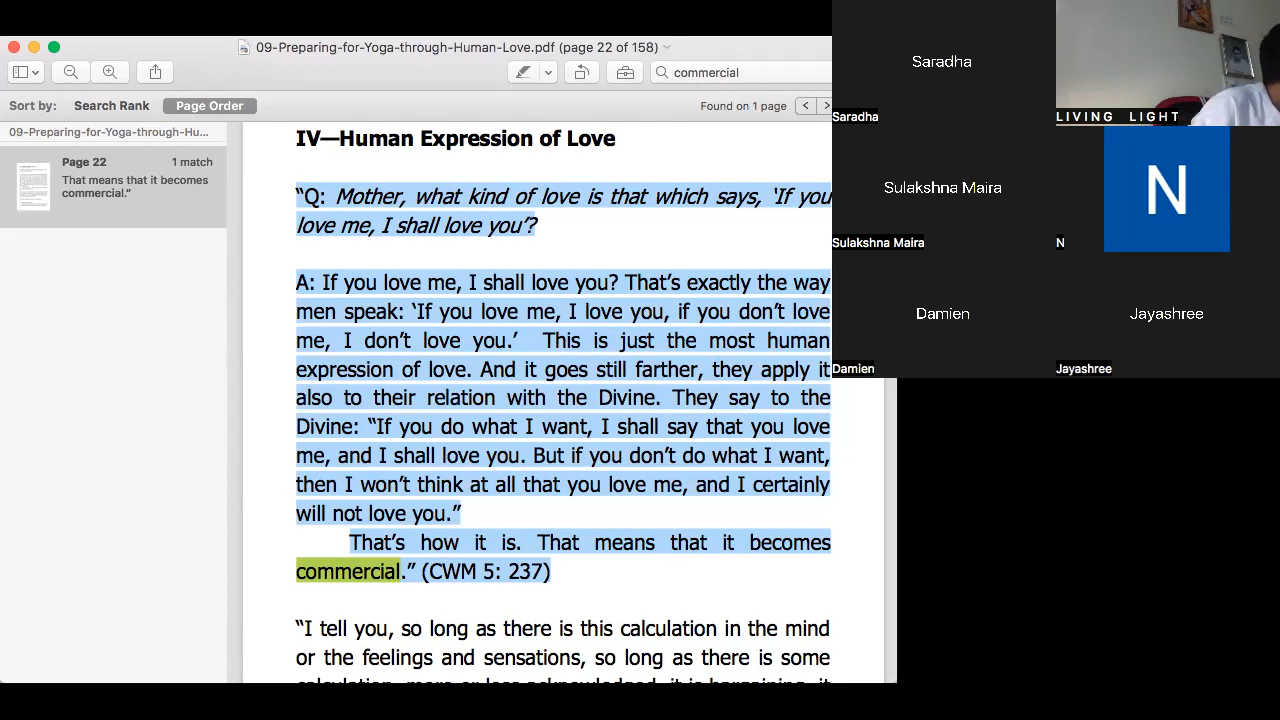 09-Preparing-for-Yoga-through-Human-Love.pdf (page 22 of 158)
commercial
Sort by: Search Rank Page Order Found on 1 page
09-Preparing-for-Yoga-through-Hu...
Page 22 1 match
That means that it becomes
commercial.”
IV—Human Expression of Love
“Q: Mother, what kind of love is that which says, ‘If you
love me, I shall love you’?
A: If you love me, I shall love you? That’s exactly the way
men speak: ‘If you love me, I love you, if you don’t love
me, I don’t love you.’ This is just the most human
expression of love. And it goes still farther, they apply it
also to their relation with the Divine. They say to the
Divine: “If you do what I want, I shall say that you love
me, and I shall love you. But if you don’t do what I want,
then I won’t think at all that you love me, and I certainly
will not love you.”
That’s how it is. That means that it becomes
commercial.” (CWM 5: 237)
“I tell you, so long as there is this calculation in the mind
or the feelings and sensations, so long as there is some
calculation, more or less acknowledged, it is bargaining, it
Saradha
Saradha
LIVING LIGHT
Sulakshna Maira
Sulakshna Maira
N
N
Damien
Damien
Jayashree
Jayashree